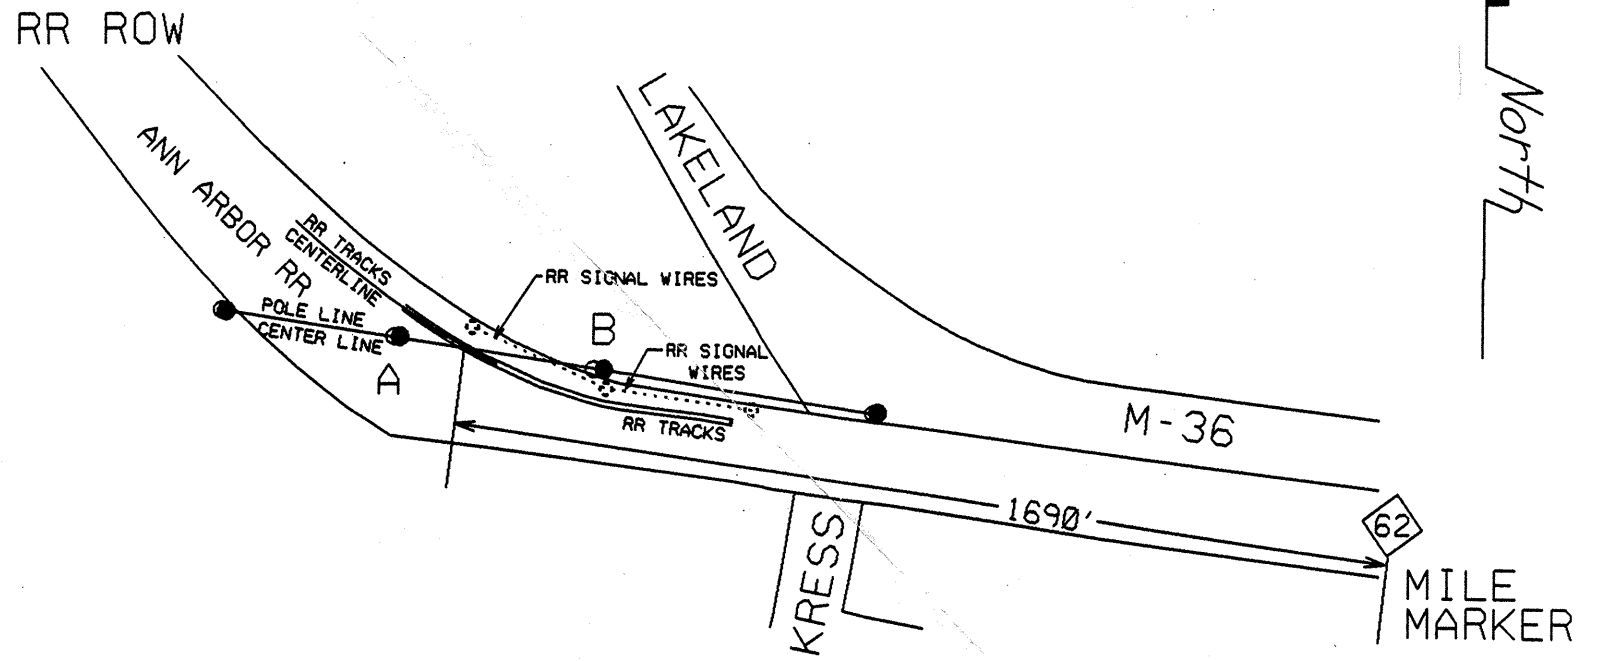 RR ROW
LAKELAND
North
ANN ARBOR RR
RR TRACKS
CENTERLINE
RR SIGNAL WIRES
POLE LINE
CENTER LINE
B
RR SIGNAL
WIRES
A
RR TRACKS
M-36
1690'
62
KRESS
MILE
MARKER